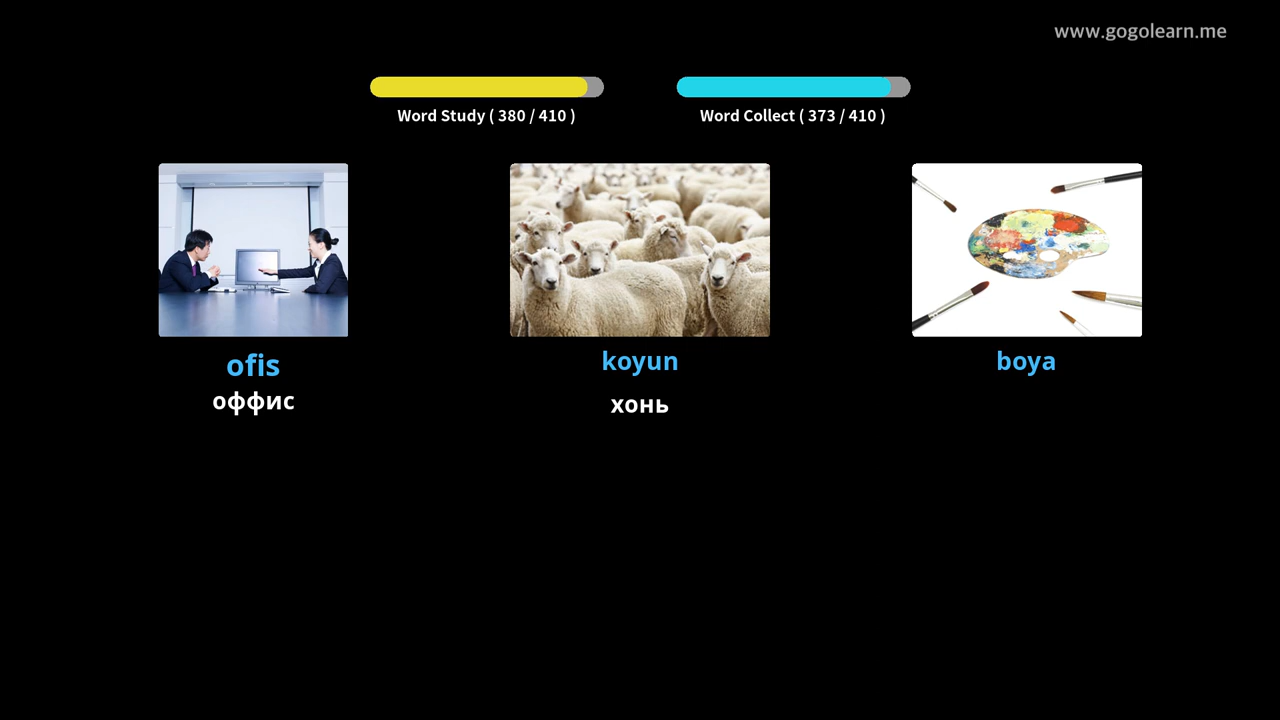 www.gogolearn.me
Word Study ( 380 / 410 )
Word Collect ( 373 / 410 )
ofis
оффис
koyun
хонь
boya